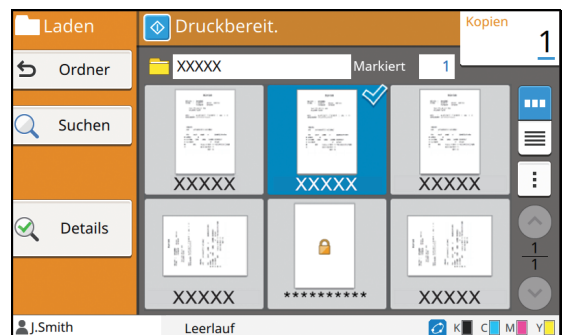 Laden
Druckbereit.
Kopien
1
Ordner
XXXXX
Markiert 1
Suchen
XXXXX XXXXX XXXXX
Details
1
1
XXXXX ********** XXXXX
J.Smith
Leerlauf
K C M Y